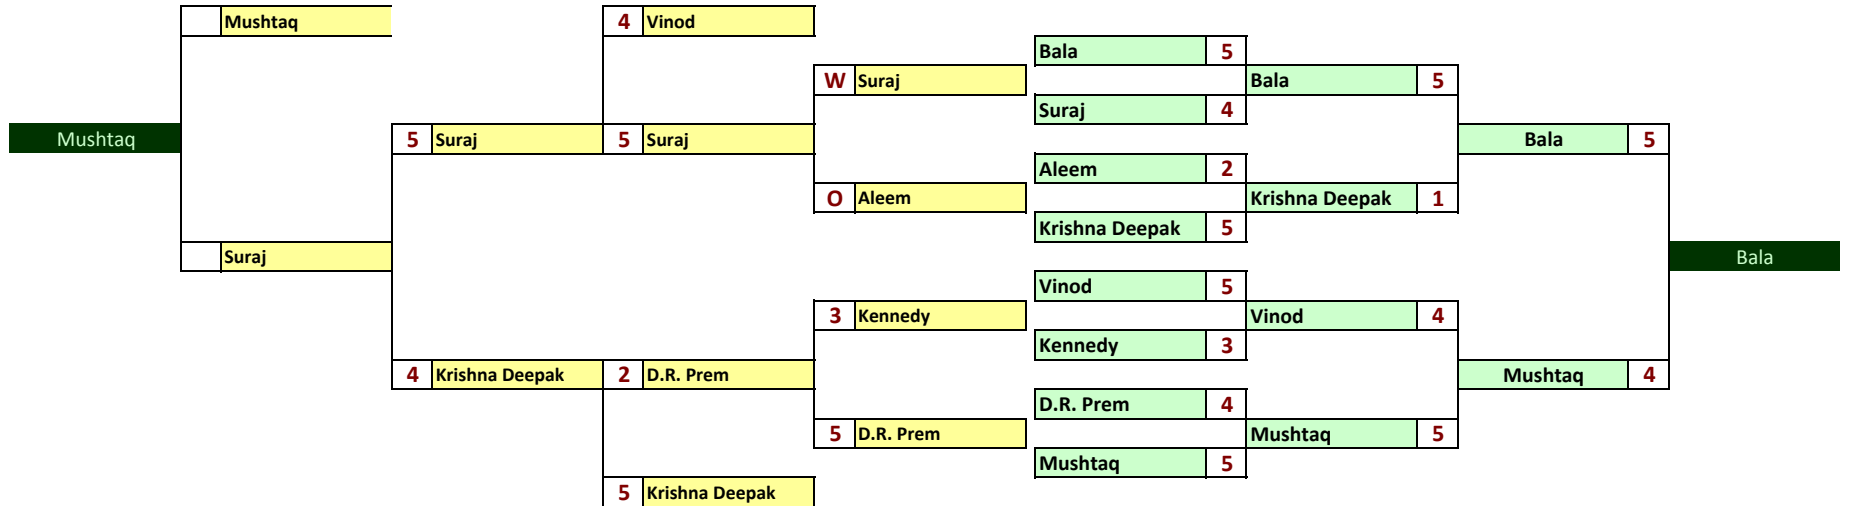 Mushtaq 4 Vinod
Bala 5
W Suraj Bala 5
Suraj 4
Mushtaq 5 Suraj 5 Suraj Bala 5
Aleem 2
O Aleem Krishna Deepak 1
Krishna Deepak 5
Suraj Bala
Vinod 5
3 Kennedy Vinod 4
Kennedy 3
4 Krishna Deepak 2 D.R. Prem Mushtaq 4
D.R. Prem 4
5 D.R. Prem Mushtaq 5
Mushtaq 5
5 Krishna Deepak